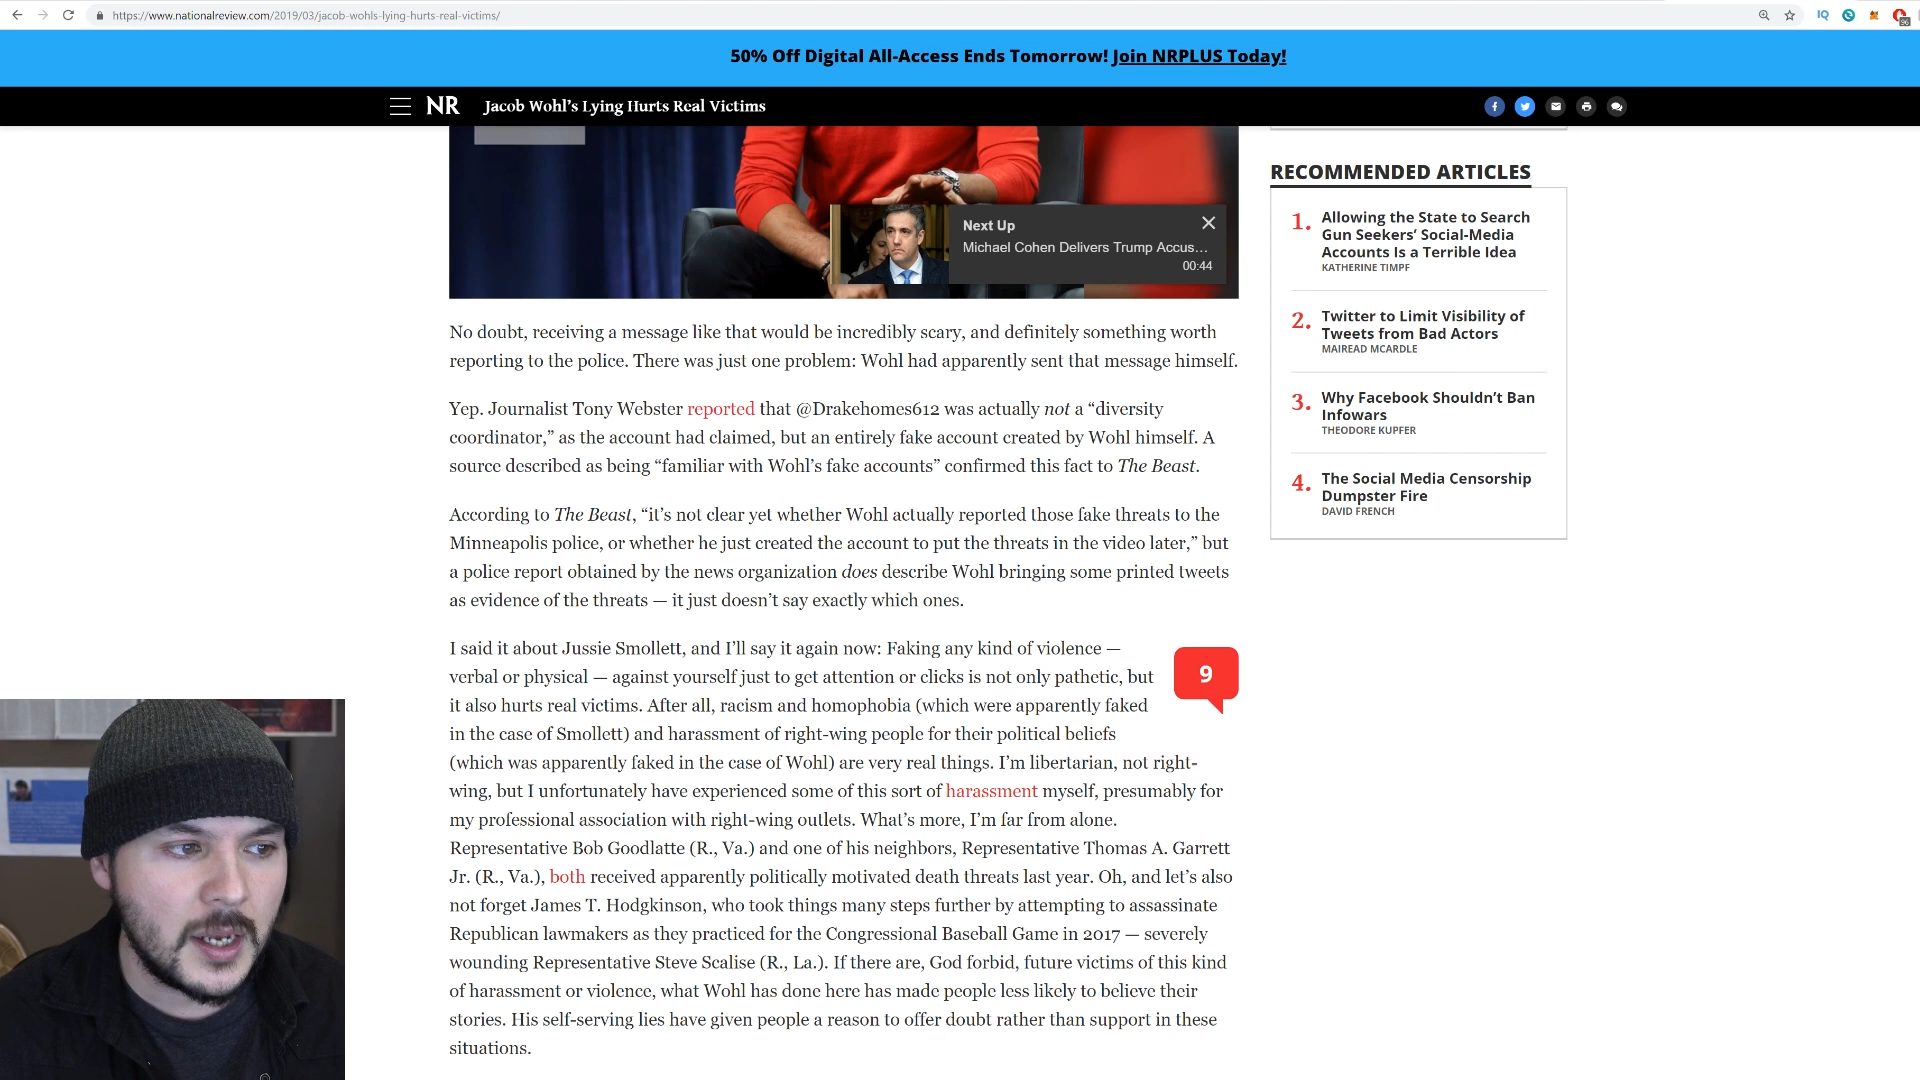 https://www.nationalreview.com/2019/03/jacob-wohls-lying-hurts-real-victims/
IQ
96
50% Off Digital All-Access Ends Tomorrow! Join NRPLUS Today!
NR
Jacob Wohl's Lying Hurts Real Victims
Next Up
Michael Cohen Delivers Trump Accus...
00:44
No doubt, receiving a message like that would be incredibly scary, and definitely something worth
reporting to the police. There was just one problem: Wohl had apparently sent that message himself.
Yep. Journalist Tony Webster reported that @Drakehomes612 was actually not a “diversity
coordinator,” as the account had claimed, but an entirely fake account created by Wohl himself. A
source described as being “familiar with Wohl’s fake accounts” confirmed this fact to The Beast.
According to The Beast, “it’s not clear yet whether Wohl actually reported those fake threats to the
Minneapolis police, or whether he just created the account to put the threats in the video later,” but
a police report obtained by the news organization does describe Wohl bringing some printed tweets
as evidence of the threats — it just doesn’t say exactly which ones.
I said it about Jussie Smollett, and I’ll say it again now: Faking any kind of violence —
verbal or physical — against yourself just to get attention or clicks is not only pathetic, but
it also hurts real victims. After all, racism and homophobia (which were apparently faked
in the case of Smollett) and harassment of right-wing people for their political beliefs
(which was apparently faked in the case of Wohl) are very real things. I’m libertarian, not right-
wing, but I unfortunately have experienced some of this sort of harassment myself, presumably for
my professional association with right-wing outlets. What’s more, I’m far from alone.
Representative Bob Goodlatte (R., Va.) and one of his neighbors, Representative Thomas A. Garrett
Jr. (R., Va.), both received apparently politically motivated death threats last year. Oh, and let’s also
not forget James T. Hodgkinson, who took things many steps further by attempting to assassinate
Republican lawmakers as they practiced for the Congressional Baseball Game in 2017 — severely
wounding Representative Steve Scalise (R., La.). If there are, God forbid, future victims of this kind
of harassment or violence, what Wohl has done here has made people less likely to believe their
stories. His self-serving lies have given people a reason to offer doubt rather than support in these
situations.
9
RECOMMENDED ARTICLES
1. Allowing the State to Search
Gun Seekers’ Social-Media
Accounts Is a Terrible Idea
KATHERINE TIMPF
2. Twitter to Limit Visibility of
Tweets from Bad Actors
MAIREAD MCARDLE
3. Why Facebook Shouldn’t Ban
Infowars
THEODORE KUPFER
4. The Social Media Censorship
Dumpster Fire
DAVID FRENCH